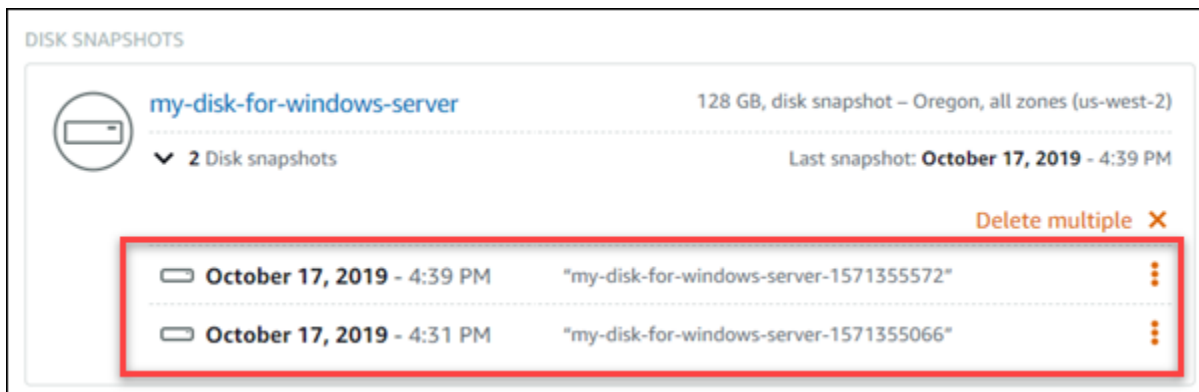 DISK SNAPSHOTS
my-disk-for-windows-server
128 GB, disk snapshot – Oregon, all zones (us-west-2)
2 Disk snapshots
Last snapshot: October 17, 2019 - 4:39 PM
Delete multiple
October 17, 2019 - 4:39 PM "my-disk-for-windows-server-1571355572"
October 17, 2019 - 4:31 PM "my-disk-for-windows-server-1571355066"